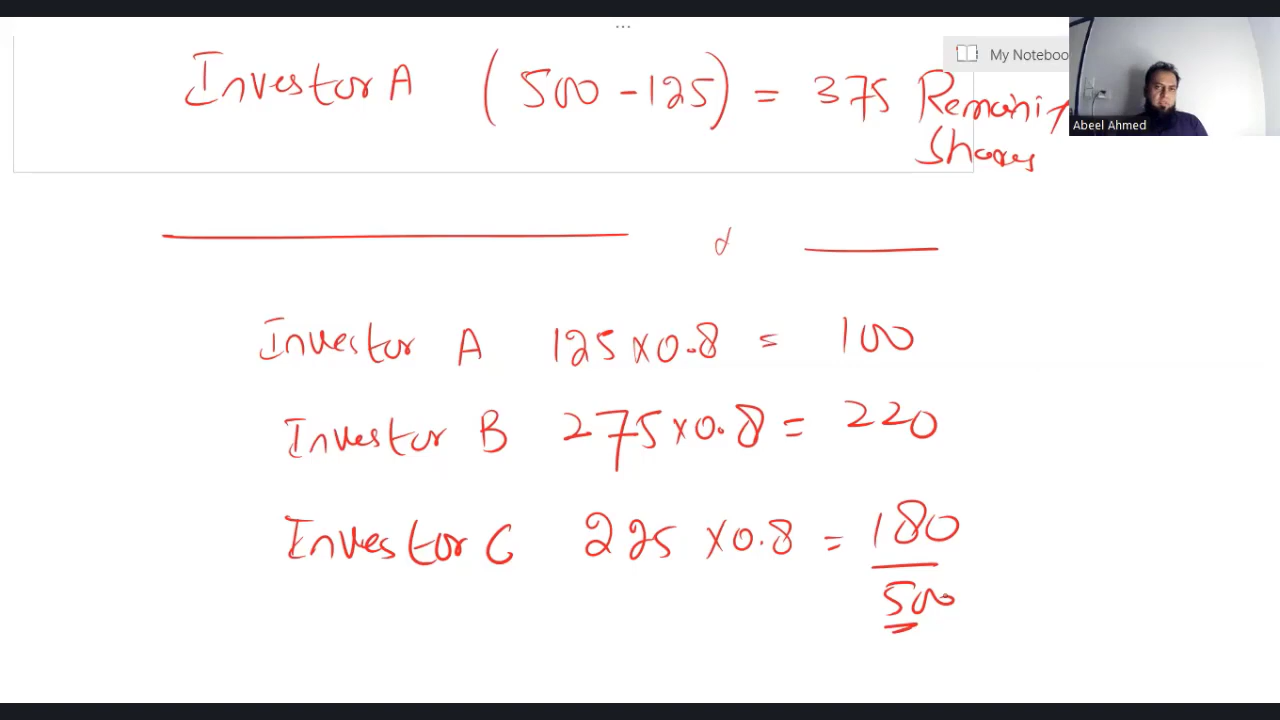 My Noteboo
Investor A (500 - 125) = 375 Remaini
Shares
Abeel Ahmed
Investor A 125 x 0.8 = 100
Investor B 275 x 0.8 = 220
Investor C 225 x 0.8 = 180
500